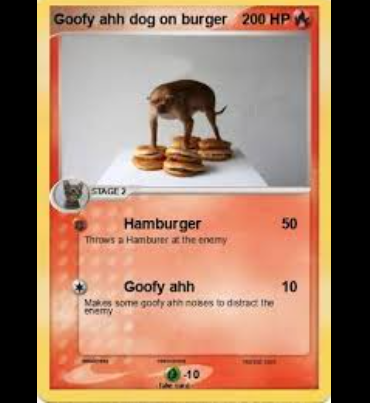 Goofy ahh dog on burger 200 HP
STAGE 2
Hamburger 50
Throws a Hamburer at the enemy
Goofy ahh 10
Makes some goofy ahh noises to distract the
enemy
-10